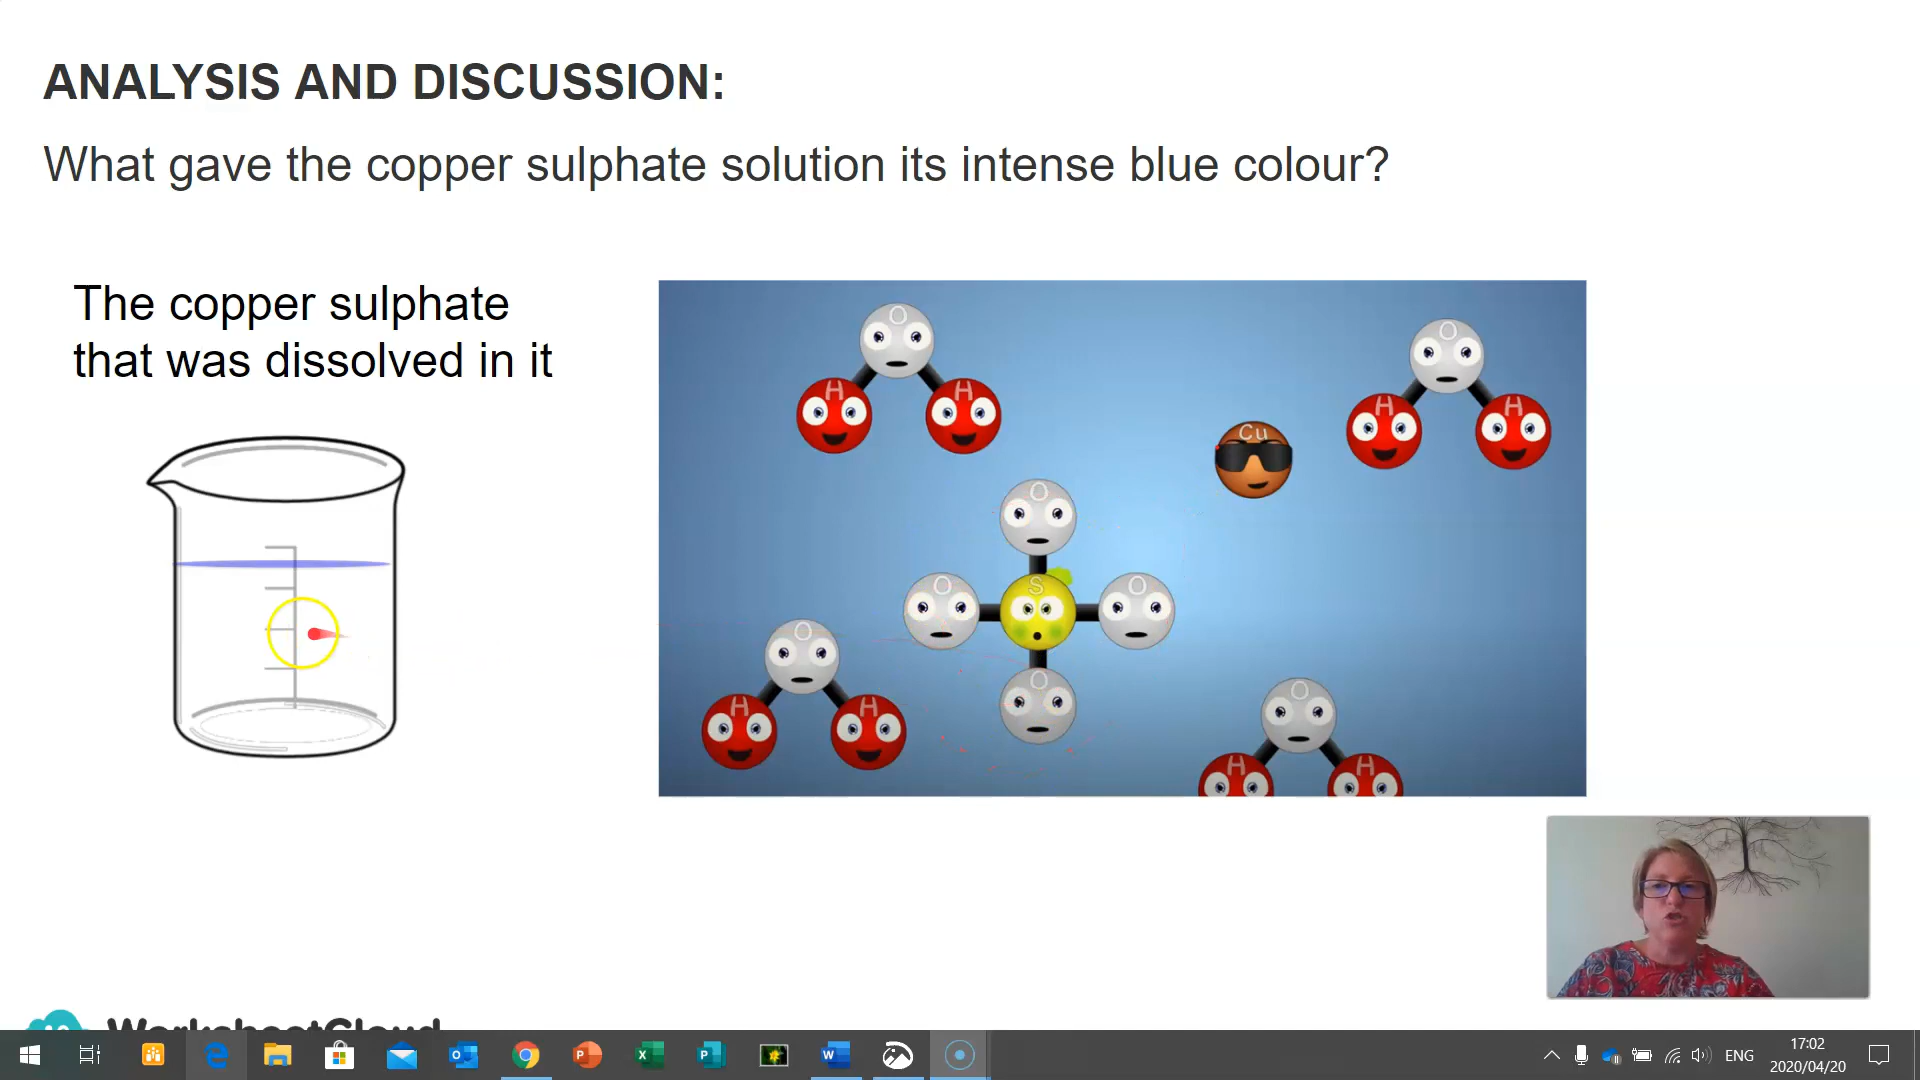 ANALYSIS AND DISCUSSION:
What gave the copper sulphate solution its intense blue colour?
The copper sulphate
that was dissolved in it
O
H H
O
H H
Cu
O
O S O
O
O
H H
O
H H
WorksheetCloud
ENG
17:02
2020/04/20